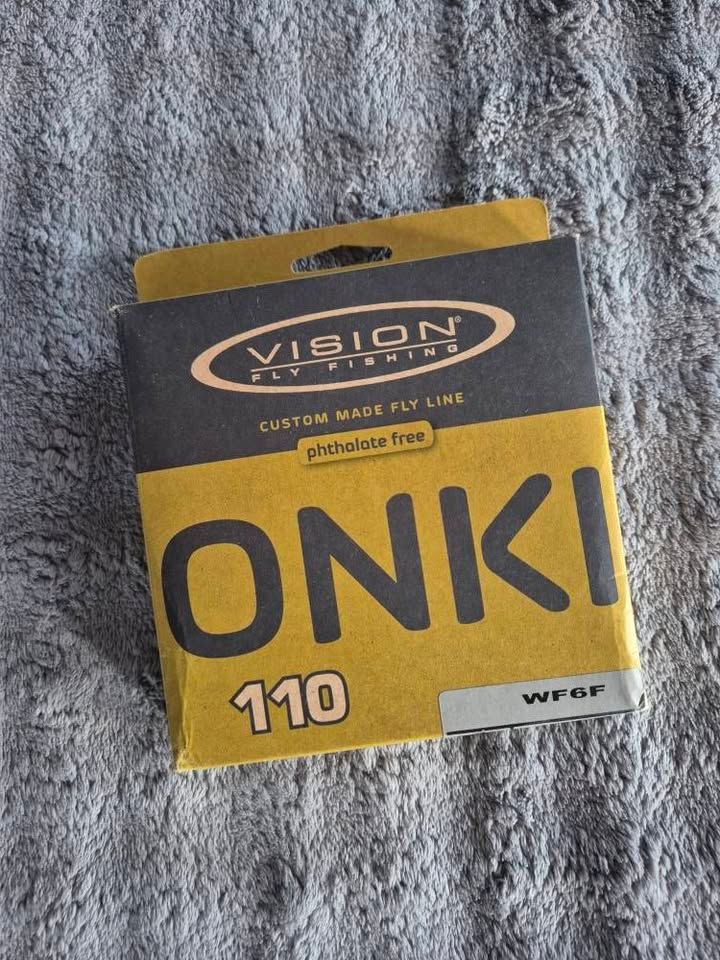 VISION®
FLY FISHING
CUSTOM MADE FLY LINE
phthalate free
ONKI
110
WF6F